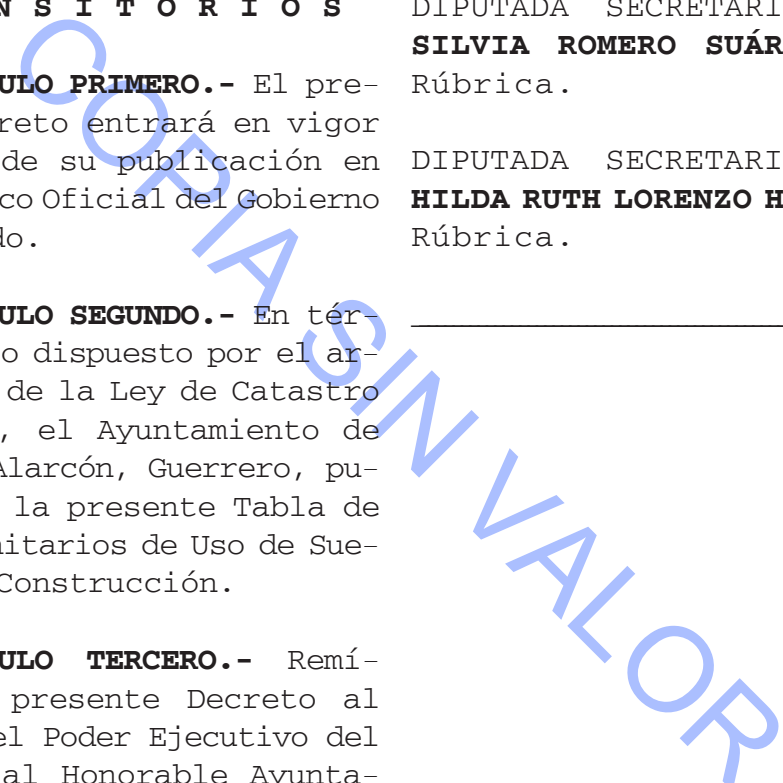 N S I T O R I O S
ULO PRIMERO.- El pre-
reto entrará en vigor
de su publicación en
co Oficial del Gobierno
do.
ULO SEGUNDO.- En tér-
o dispuesto por el ar-
de la Ley de Catastro
, el Ayuntamiento de
Alarcón, Guerrero, pu-
la presente Tabla de
nitarios de Uso de Sue-
Construcción.
ULO TERCERO.- Remí-
presente Decreto al
el Poder Ejecutivo del
al Honorable Ayunta-
DIPUTADA SECRETARI
SILVIA ROMERO SUÁR
Rúbrica.
DIPUTADA SECRETARI
HILDA RUTH LORENZO H
Rúbrica.
COPIA SIN VALOR